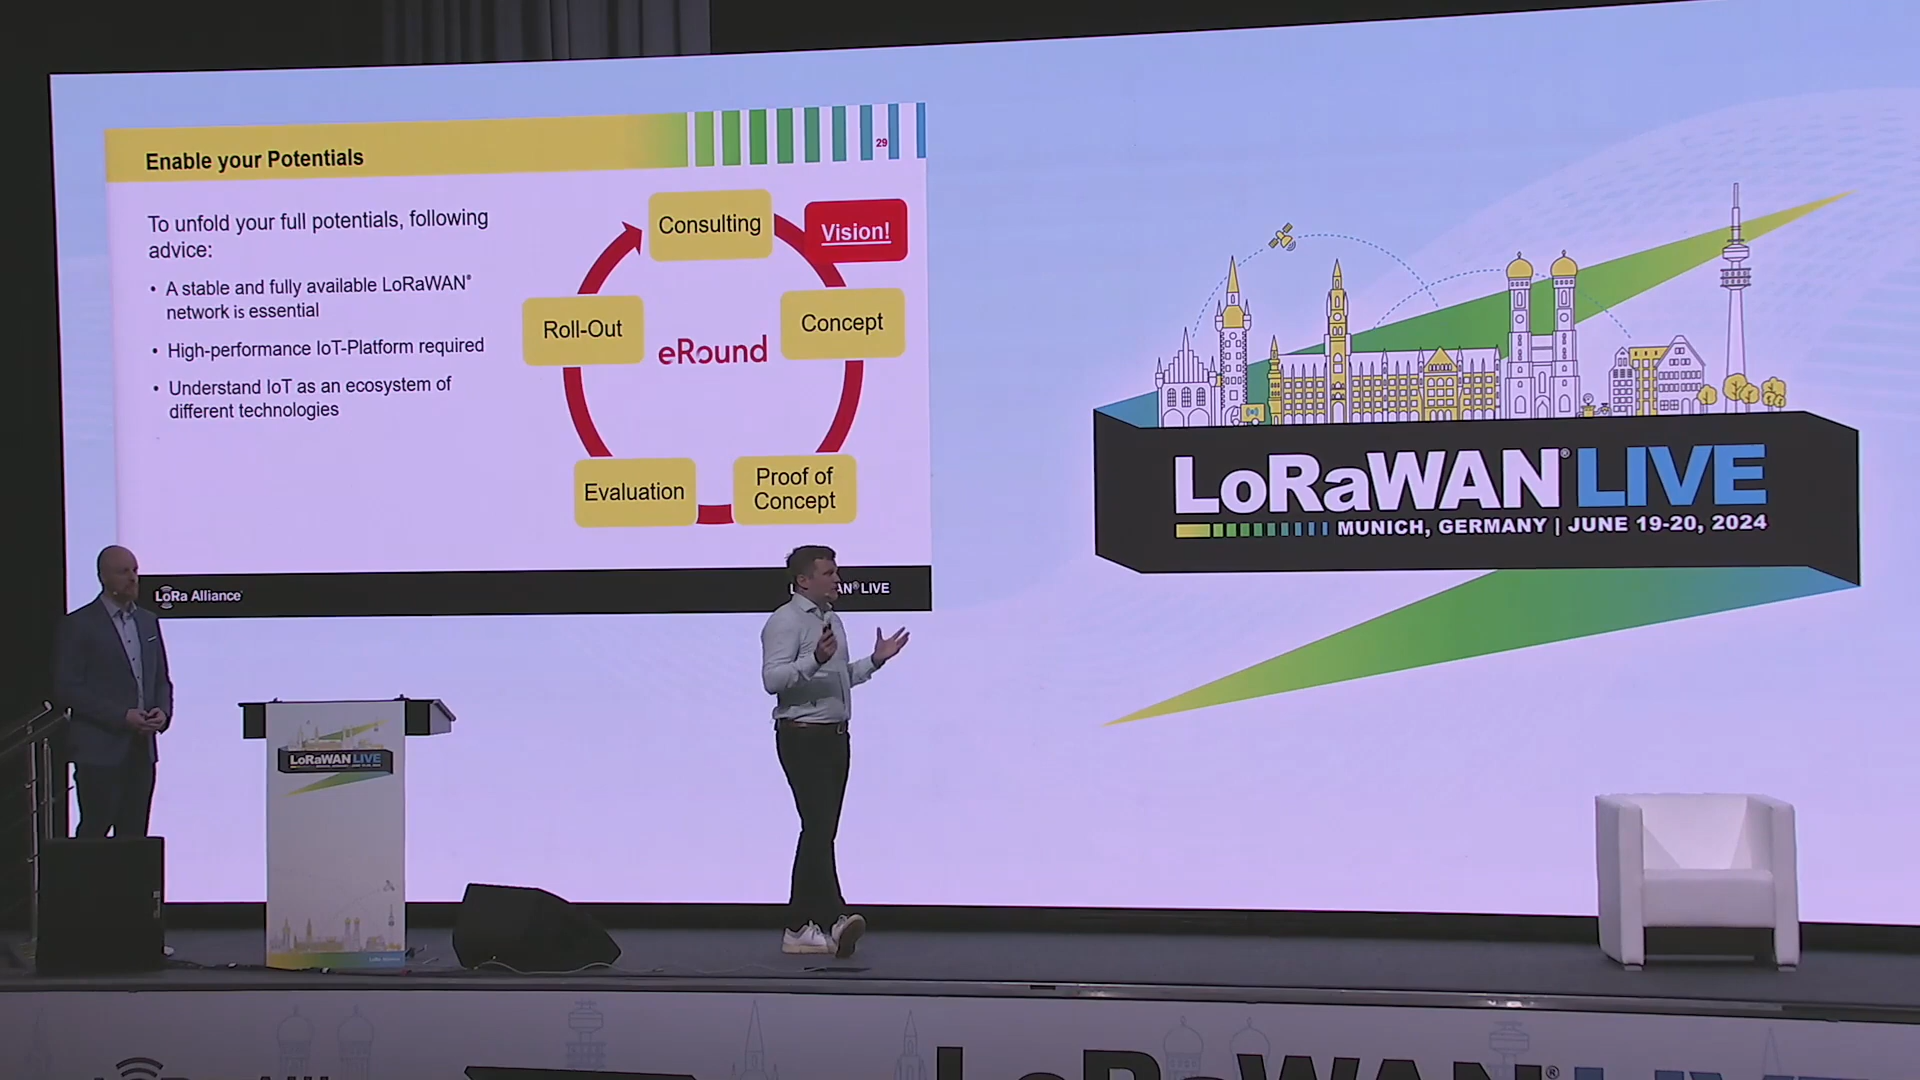 Enable your Potentials
29
To unfold your full potentials, following
advice:
• A stable and fully available LoRaWAN®
network is essential
• High-performance IoT-Platform required
• Understand IoT as an ecosystem of
different technologies
Consulting
Vision!
Concept
Proof of
Concept
Evaluation
Roll-Out
eRound
LoRa Alliance
AN® LIVE
LoRaWAN® LIVE
MUNICH, GERMANY | JUNE 19-20, 2024
LoRaWAN LIVE
LoRaWAN®